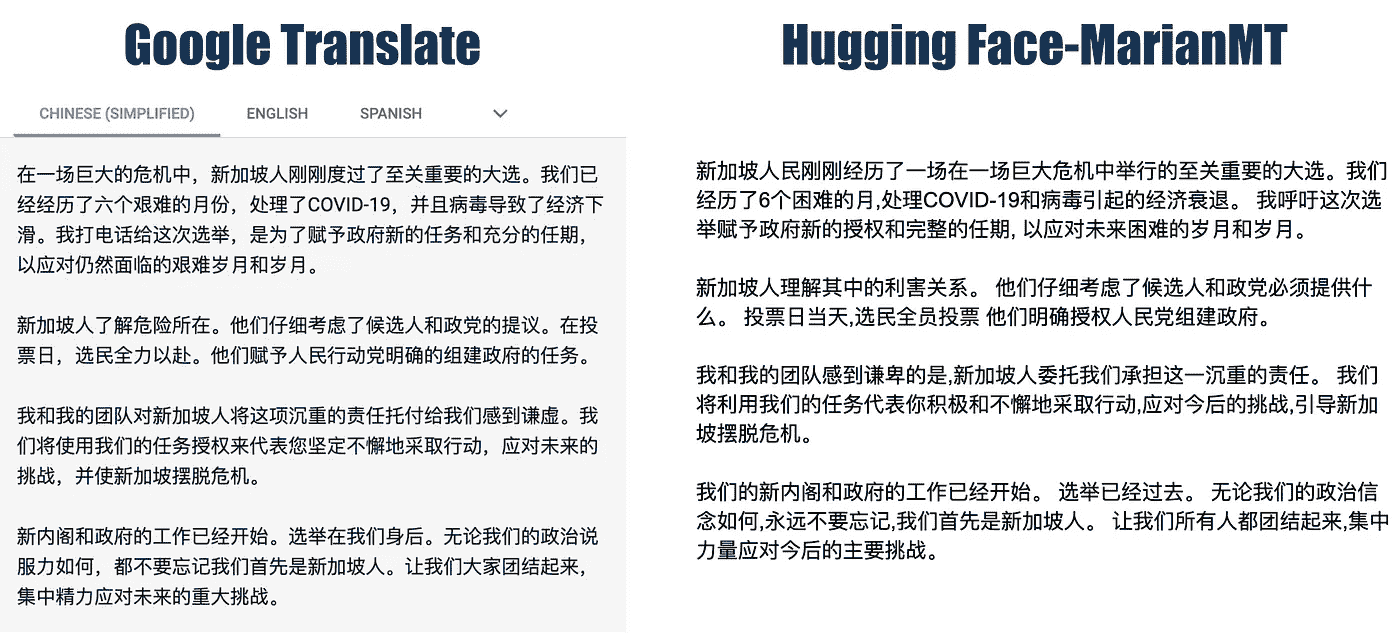 Google Translate
CHINESE (SIMPLIFIED) ENGLISH SPANISH
在一场巨大的危机中，新加坡人刚刚度过了至关重要的大选。我们已
经经历了六个艰难的月份，处理了COVID-19，并且病毒导致了经济下
滑。我打电话给这次选举，是为了赋予政府新的任务和充分的任期，
以应对仍然面临的艰难岁月和岁月。
新加坡人了解危险所在。他们仔细考虑了候选人和政党的提议。在投
票日，选民全力以赴。他们赋予人民行动党明确的组建政府的任务。
我和我的团队对新加坡人将这项沉重的责任托付给我们感到谦虚。我
们将使用我们的任务授权来代表您坚定不懈地采取行动，应对未来的
挑战，并使新加坡摆脱危机。
新内阁和政府的工作已经开始。选举在我们身后。无论我们的政治说
服力如何，都不要忘记我们首先是新加坡人。让我们大家团结起来，
集中精力应对未来的重大挑战。
Hugging Face-MarianMT
新加坡人民刚刚经历了一场在一场巨大危机中举行的至关重要的大选。我们
经历了6个困难的月,处理COVID-19和病毒引起的经济衰退。 我呼吁这次选
举赋予政府新的授权和完整的任期, 以应对未来困难的岁月和岁月。
新加坡人理解其中的利害关系。 他们仔细考虑了候选人和政党必须提供什
么。 投票日当天,选民全员投票 他们明确授权人民党组建政府。
我和我的团队感到谦卑的是,新加坡人委托我们承担这一沉重的责任。 我们
将利用我们的任务代表你积极和不懈地采取行动,应对今后的挑战,引导新加
坡摆脱危机。
我们的新内阁和政府的工作已经开始。 选举已经过去。 无论我们的政治信
念如何,永远不要忘记,我们首先是新加坡人。 让我们所有人都团结起来,集中
力量应对今后的主要挑战。